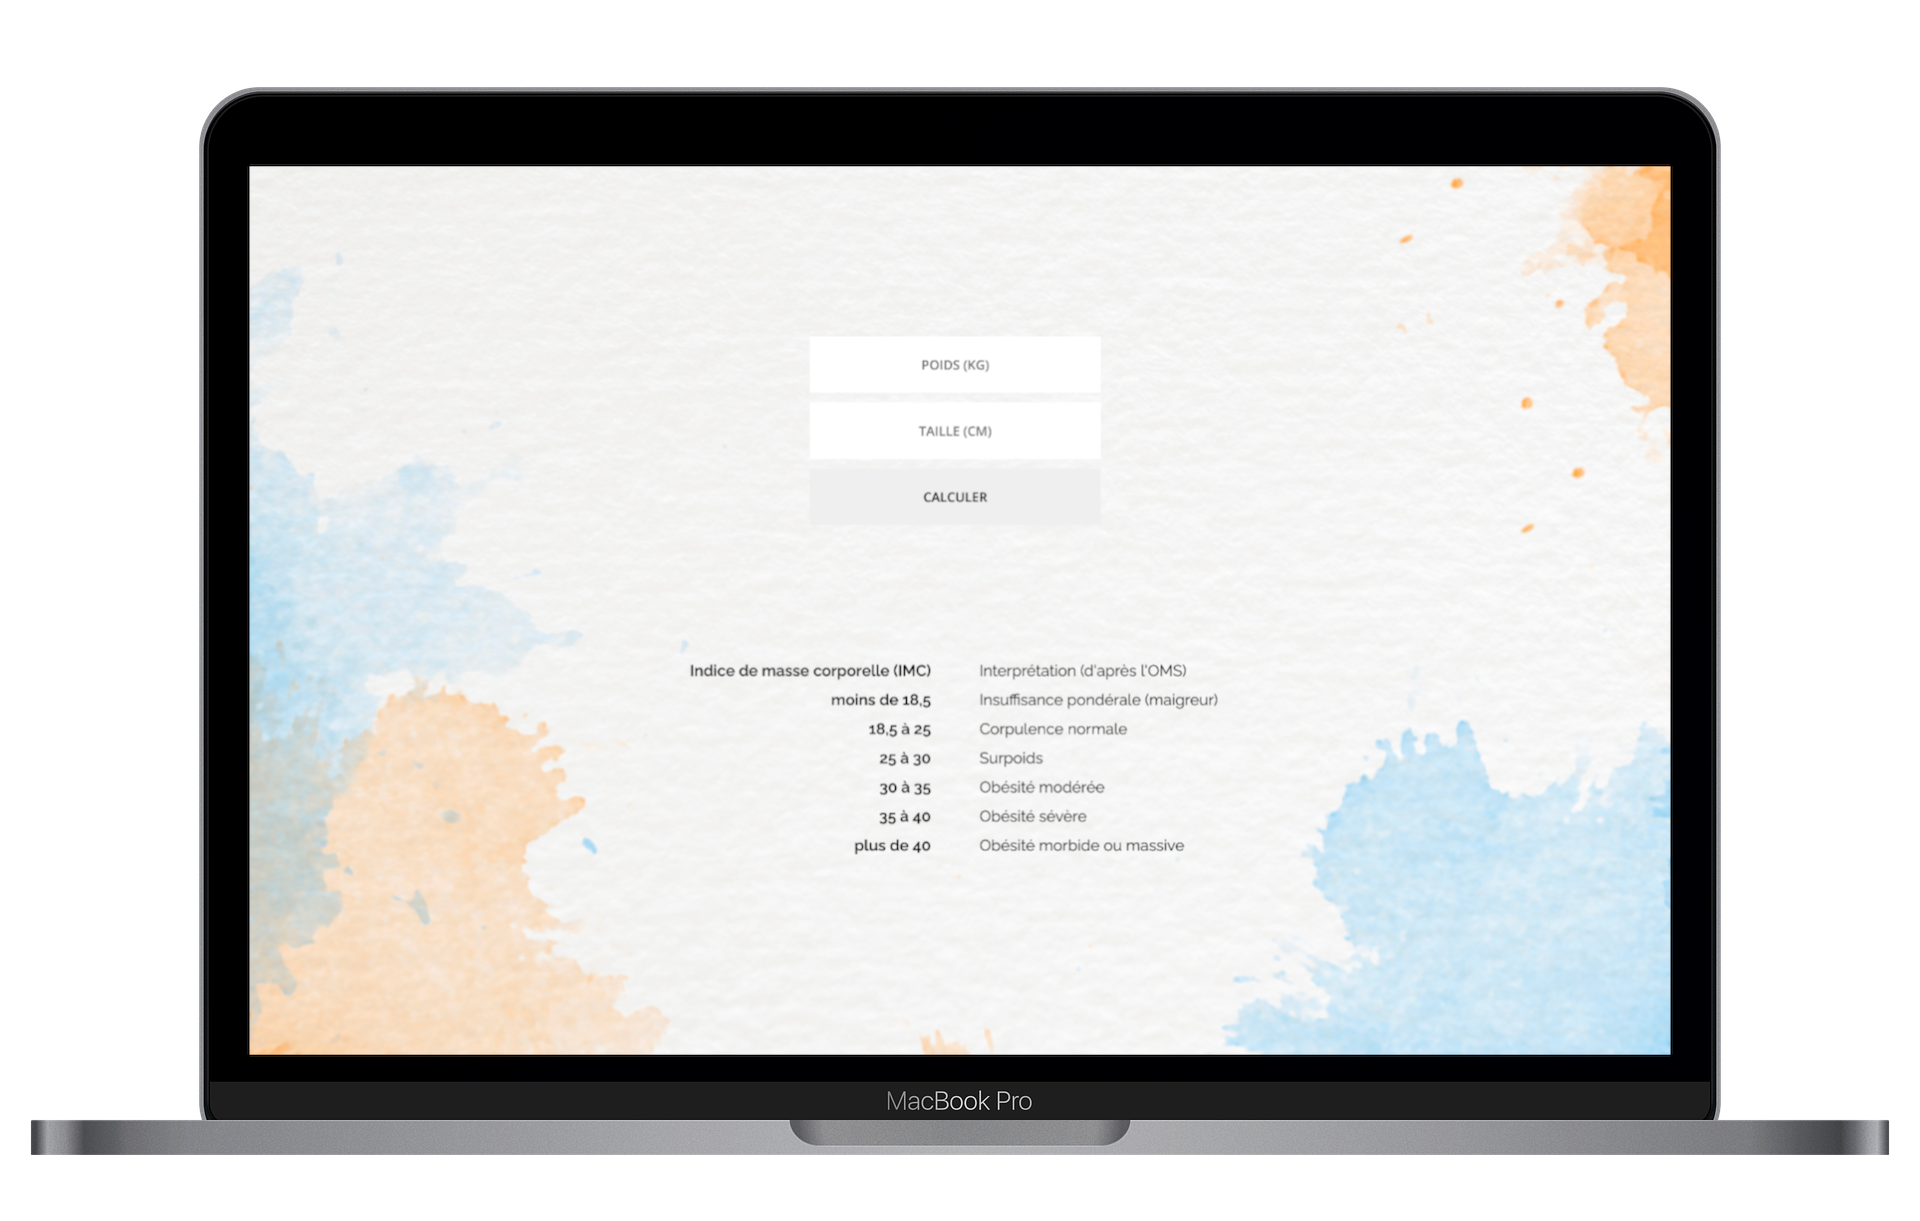 POIDS (KG)
TAILLE (CM)
CALCULER
Indice de masse corporelle (IMC) Interprétation (d'après l'OMS)
moins de 18,5 Insuffisance pondérale (maigreur)
18,5 à 25 Corpulence normale
25 à 30 Surpoids
30 à 35 Obésité modérée
35 à 40 Obésité sévère
plus de 40 Obésité morbide ou massive
MacBook Pro